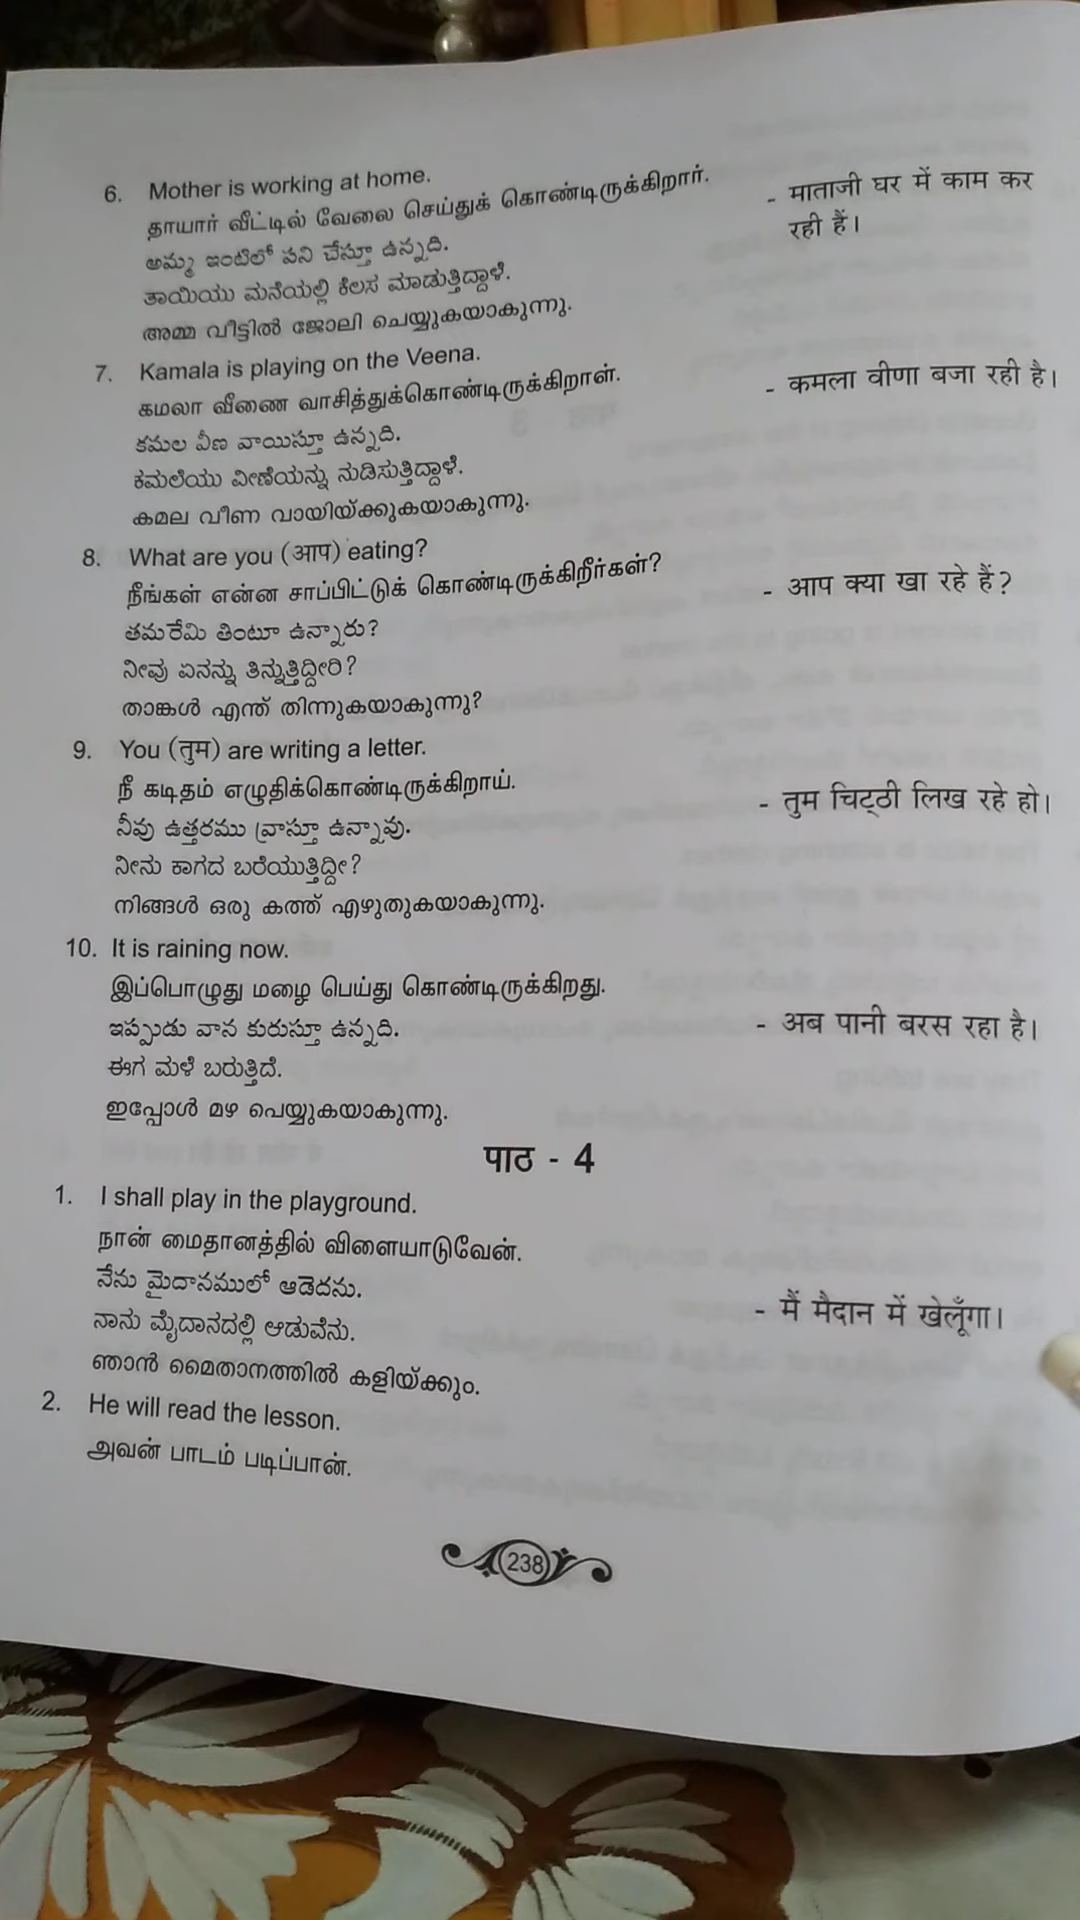 6. Mother is working at home.
தாயார் வீட்டில் வேலை செய்துக் கொண்டிருக்கிறார்.
- माताजी घर में काम कर
रही हैं।
అమ్మ ఇంటిలో పని చేస్తూ ఉన్నది.
ತಾಯಿಯು ಮನೆಯಲ್ಲಿ ಕೆಲಸ ಮಾಡುತ್ತಿದ್ದಾಳೆ.
അമ്മ വീട്ടിൽ ജോലി ചെയ്യുകയാകുന്നു.
7. Kamala is playing on the Veena.
கமலா வீணை வாசித்துக்கொண்டிருக்கிறாள்.
- कमला वीणा बजा रही है।
కమల వీణ వాయిస్తూ ఉన్నది.
ಕಮಲೆಯು ವೀಣೆಯನ್ನು ನುಡಿಸುತ್ತಿದ್ದಾಳೆ.
കമല വീണ വായിയ്ക്കുകയാകുന്നു.
8. What are you (आप) eating?
நீங்கள் என்ன சாப்பிட்டுக் கொண்டிருக்கிறீர்கள்?
- आप क्या खा रहे हैं?
తమరేమి తింటూ ఉన్నారు?
ನೀವು ಏನನ್ನು ತಿನ್ನುತ್ತಿದ್ದೀರಿ?
താങ്കൾ എന്ത് തിന്നുകയാകുന്നു?
9. You (तुम) are writing a letter.
நீ கடிதம் எழுதிக்கொண்டிருக்கிறாய்.
- तुम चिट्ठी लिख रहे हो।
నీవు ఉత్తరము వ్రాస్తూ ఉన్నావు.
ನೀನು ಕಾಗದ ಬರೆಯುತ್ತಿದ್ದೀ?
നിങ്ങൾ ഒരു കത്ത് എഴുതുകയാകുന്നു.
10. It is raining now.
இப்பொழுது மழை பெய்து கொண்டிருக்கிறது.
- अब पानी बरस रहा है।
ఇప్పుడు వాన కురుస్తూ ఉన్నది.
ಈಗ ಮಳೆ ಬರುತ್ತಿದೆ.
ഇപ്പോൾ മഴ പെയ്യുകയാകുന്നു.
पाठ - 4
1. I shall play in the playground.
நான் மைதானத்தில் விளையாடுவேன்.
నేను మైదానములో ఆడెదను.
- मैं मैदान में खेलूँगा।
ನಾನು ಮೈದಾನದಲ್ಲಿ ಆಡುವೆನು.
ഞാൻ മൈതാനത്തിൽ കളിയ്ക്കും.
2. He will read the lesson.
அவன் பாடம் படிப்பான்.
238